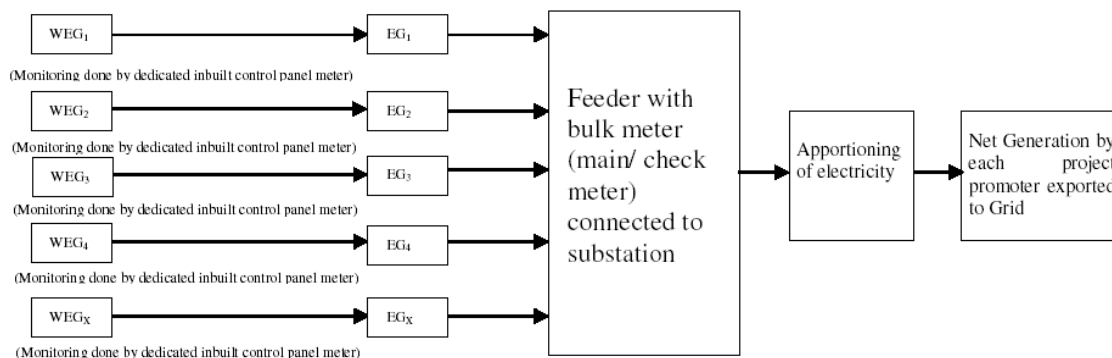 WEG1
EG1
(Monitoring done by dedicated inbuilt control panel meter)
WEG2
EG2
(Monitoring done by dedicated inbuilt control panel meter)
WEG3
EG3
(Monitoring done by dedicated inbuilt control panel meter)
WEG4
EG4
(Monitoring done by dedicated inbuilt control panel meter)
WEGX
EGX
(Monitoring done by dedicated inbuilt control panel meter)
Feeder with
bulk meter
(main/ check
meter)
connected to
substation
Apportioning
of electricity
Net Generation by
each project
promoter exported
to Grid